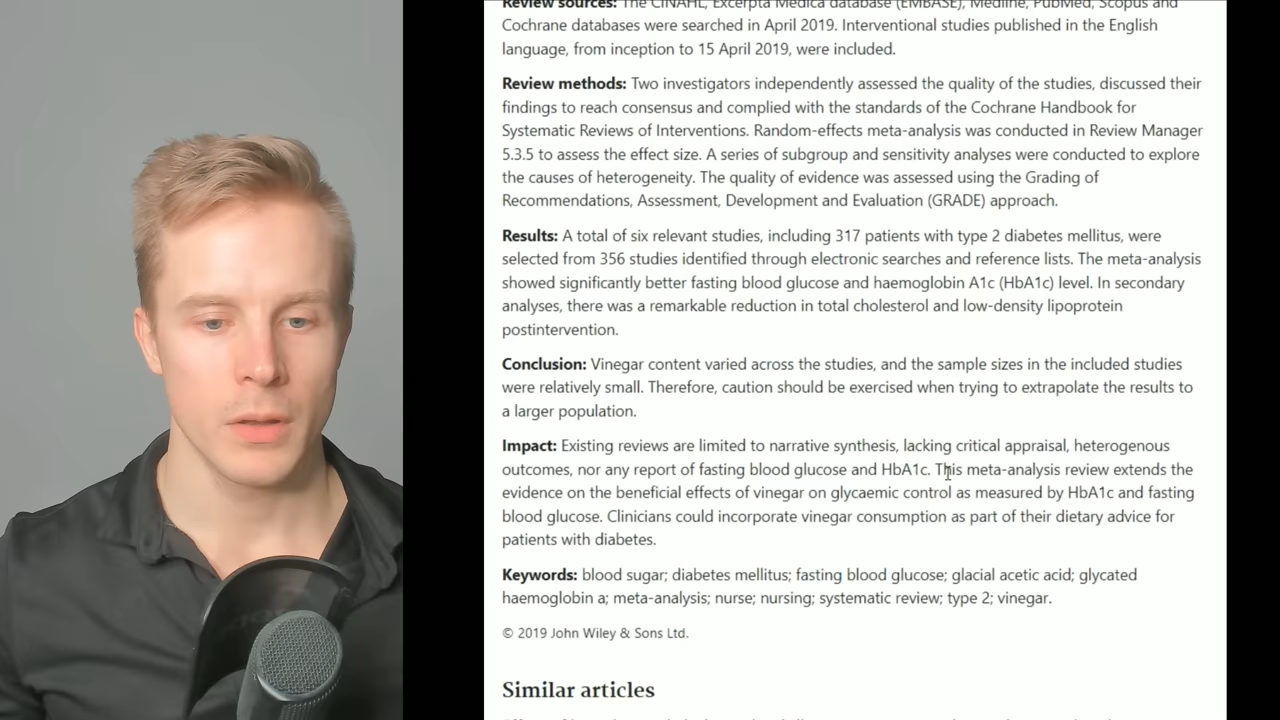 Review sources: The CINAHL, Excerpta Medica database (EMBASE), Medline, PubMed, Scopus and
Cochrane databases were searched in April 2019. Interventional studies published in the English
language, from inception to 15 April 2019, were included.
Review methods: Two investigators independently assessed the quality of the studies, discussed their
findings to reach consensus and complied with the standards of the Cochrane Handbook for
Systematic Reviews of Interventions. Random-effects meta-analysis was conducted in Review Manager
5.3.5 to assess the effect size. A series of subgroup and sensitivity analyses were conducted to explore
the causes of heterogeneity. The quality of evidence was assessed using the Grading of
Recommendations, Assessment, Development and Evaluation (GRADE) approach.
Results: A total of six relevant studies, including 317 patients with type 2 diabetes mellitus, were
selected from 356 studies identified through electronic searches and reference lists. The meta-analysis
showed significantly better fasting blood glucose and haemoglobin A1c (HbA1c) level. In secondary
analyses, there was a remarkable reduction in total cholesterol and low-density lipoprotein
postintervention.
Conclusion: Vinegar content varied across the studies, and the sample sizes in the included studies
were relatively small. Therefore, caution should be exercised when trying to extrapolate the results to
a larger population.
Impact: Existing reviews are limited to narrative synthesis, lacking critical appraisal, heterogenous
outcomes, nor any report of fasting blood glucose and HbA1c. This meta-analysis review extends the
evidence on the beneficial effects of vinegar on glycaemic control as measured by HbA1c and fasting
blood glucose. Clinicians could incorporate vinegar consumption as part of their dietary advice for
patients with diabetes.
Keywords: blood sugar; diabetes mellitus; fasting blood glucose; glacial acetic acid; glycated
haemoglobin a; meta-analysis; nurse; nursing; systematic review; type 2; vinegar.
© 2019 John Wiley & Sons Ltd.
Similar articles